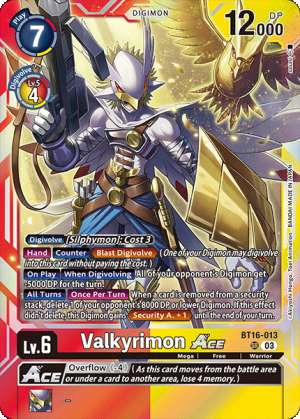 DIGIMON
Play
7
12000
DP
Digivolve
Lv.5
4
Digivolve [Silphymon]: Cost 3
Hand Counter Blast Digivolve (One of your Digimon may digivolve
into this card without paying the cost.)
On Play When Digivolving All of your opponent's Digimon get
-5000 DP for the turn.
All Turns Once Per Turn When a card is removed from a security
stack, delete 1 of your opponent's 8000 DP or lower Digimon. If this effect
didn't delete, this Digimon gains Security A. +1 until the end of your turn.
BT16-013
Lv.6
Valkyrimon ACE
SR
03
Mega
Free
Warrior
ACE Overflow ‹-4› (As this card moves from the battle area
or under a card to another area, lose 4 memory.)
-